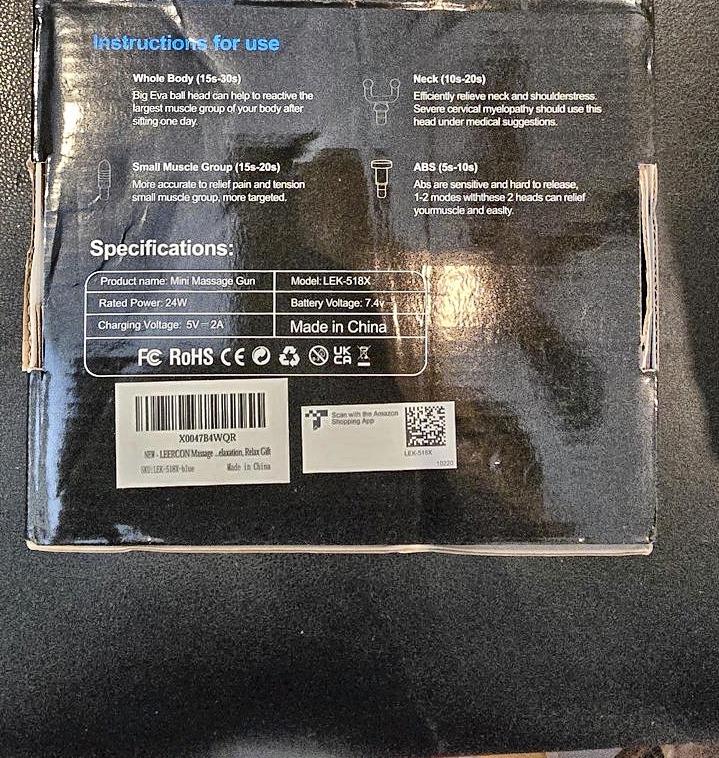 Instructions for use
Whole Body (15s-30s)
Big Eva ball head can help to reactive the
largest muscle group of your body after
sitting one day.
Neck (10s-20s)
Efficiently relieve neck and shoulderstress.
Severe cervical myelopathy should use this
head under medical suggestions.
Small Muscle Group (15s-20s)
More accurate to relief pain and tension
small muscle group, more targeted.
ABS (5s-10s)
Abs are sensitive and hard to release,
1-2 modes withthese 2 heads can relief
yourmuscle and easlty.
Specifications:
Product name: Mini Massage Gun
Model: LEK-518X
Rated Power: 24W
Battery Voltage: 7.4v
Charging Voltage: 5V⎓2A
Made in China
FC RoHS CE UK CA
X0047B4WQR
NEW - LEERCON Massage ...elaxation, Relax Gift
SKU:LEK-518X-blue Made in China
Scan with the Amazon
Shopping App
LEK-518X
10220